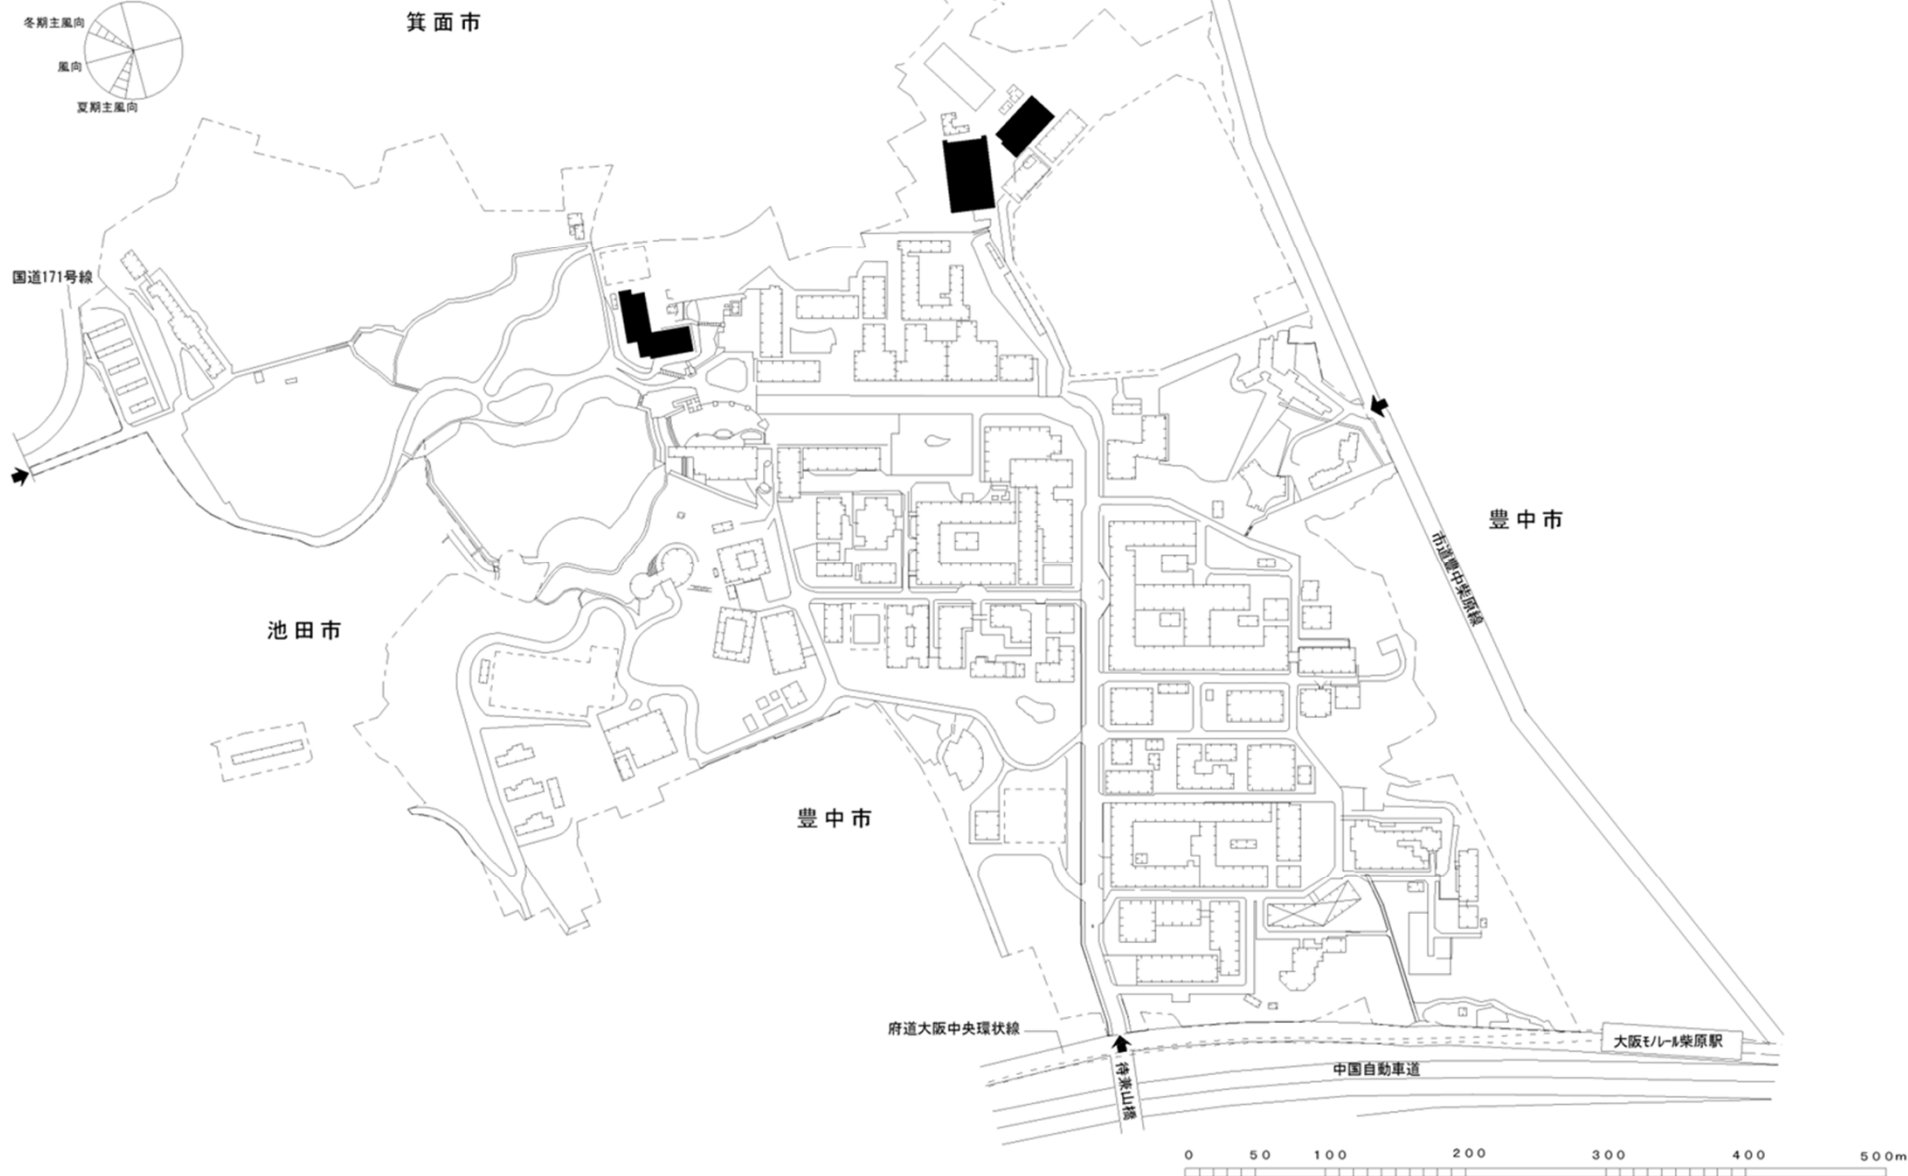 冬期主風向
風向
夏期主風向
箕面市
国道171号線
豊中市
市道豊中柴原線
池田市
豊中市
府道大阪中央環状線
大阪ﾓﾉﾚｰﾙ柴原駅
中国自動車道
待兼山橋
0 50 100 200 300 400 500m